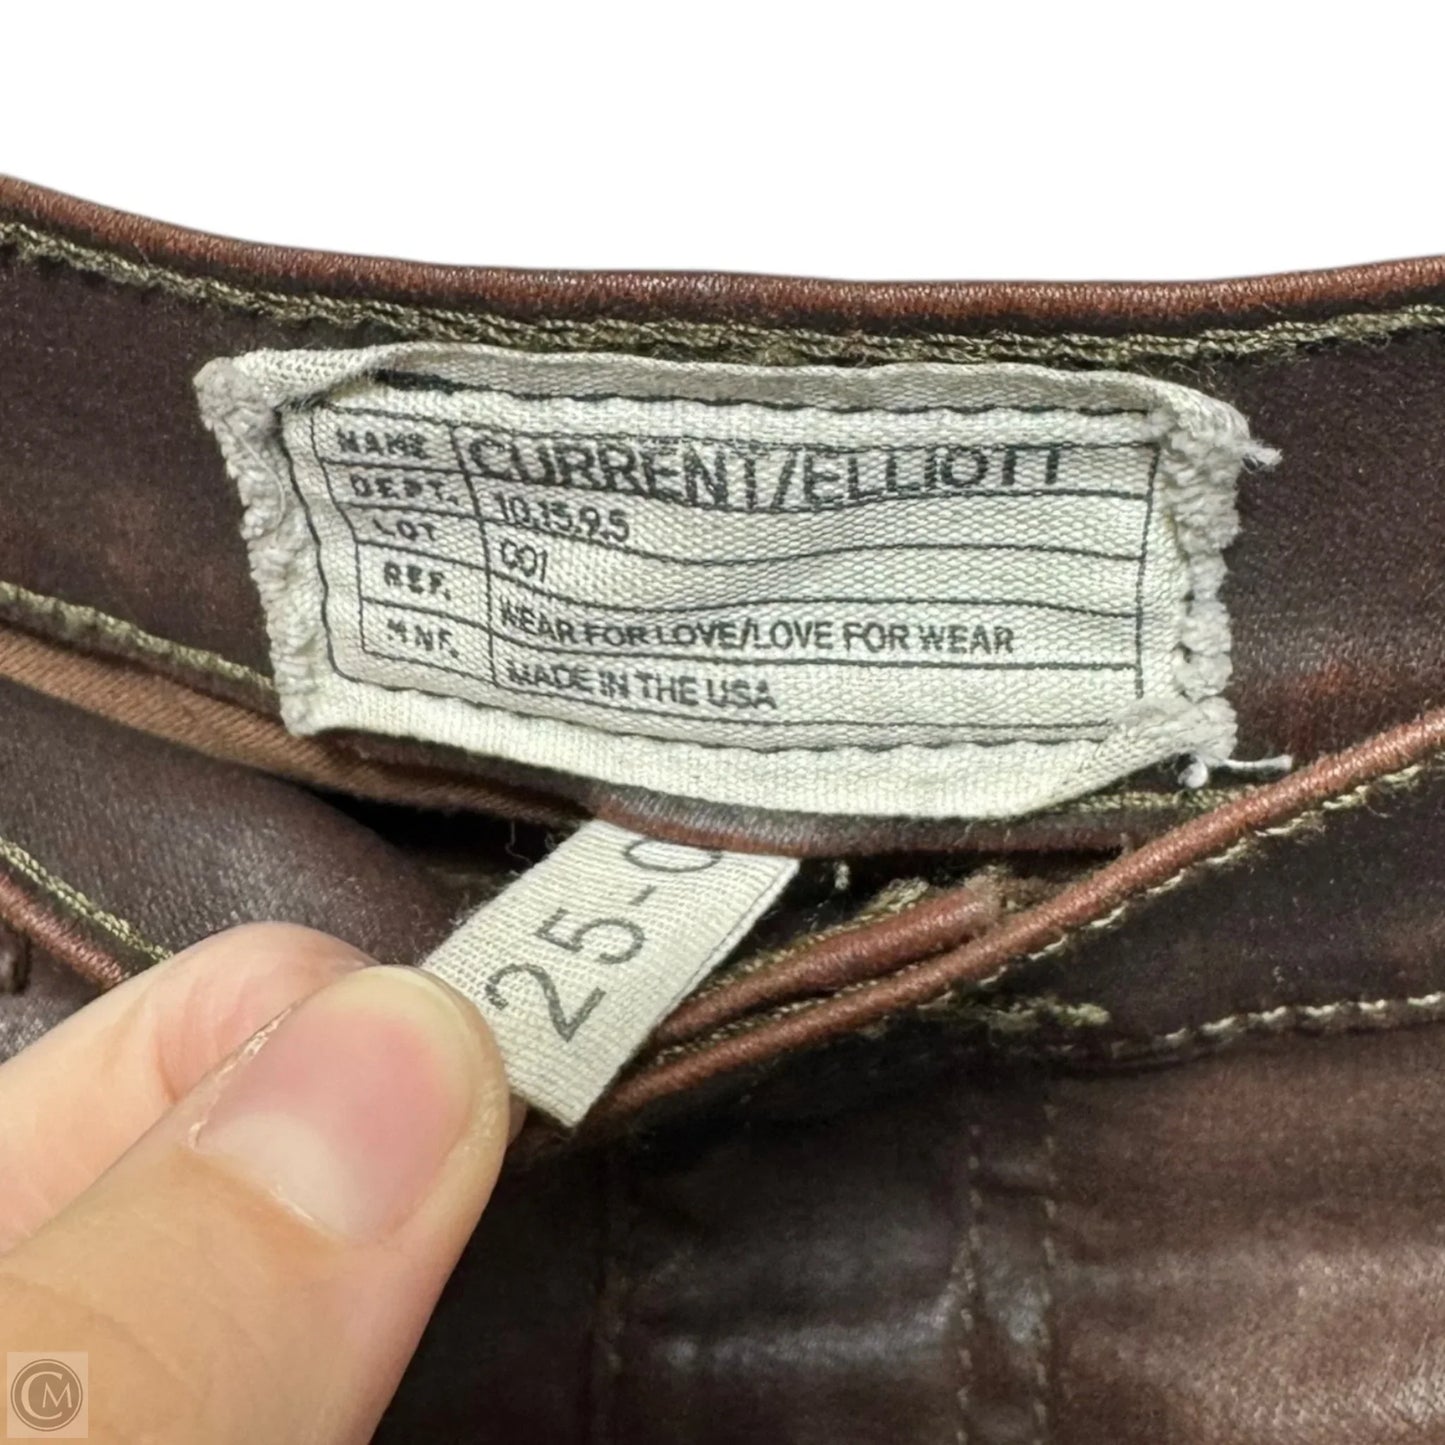 NAME CURRENT/ELLIOTT
DEPT. 10.15.9.5
LOT 001
REF. WEAR FOR LOVE/LOVE FOR WEAR
MNF. MADE IN THE USA
25-0
CM